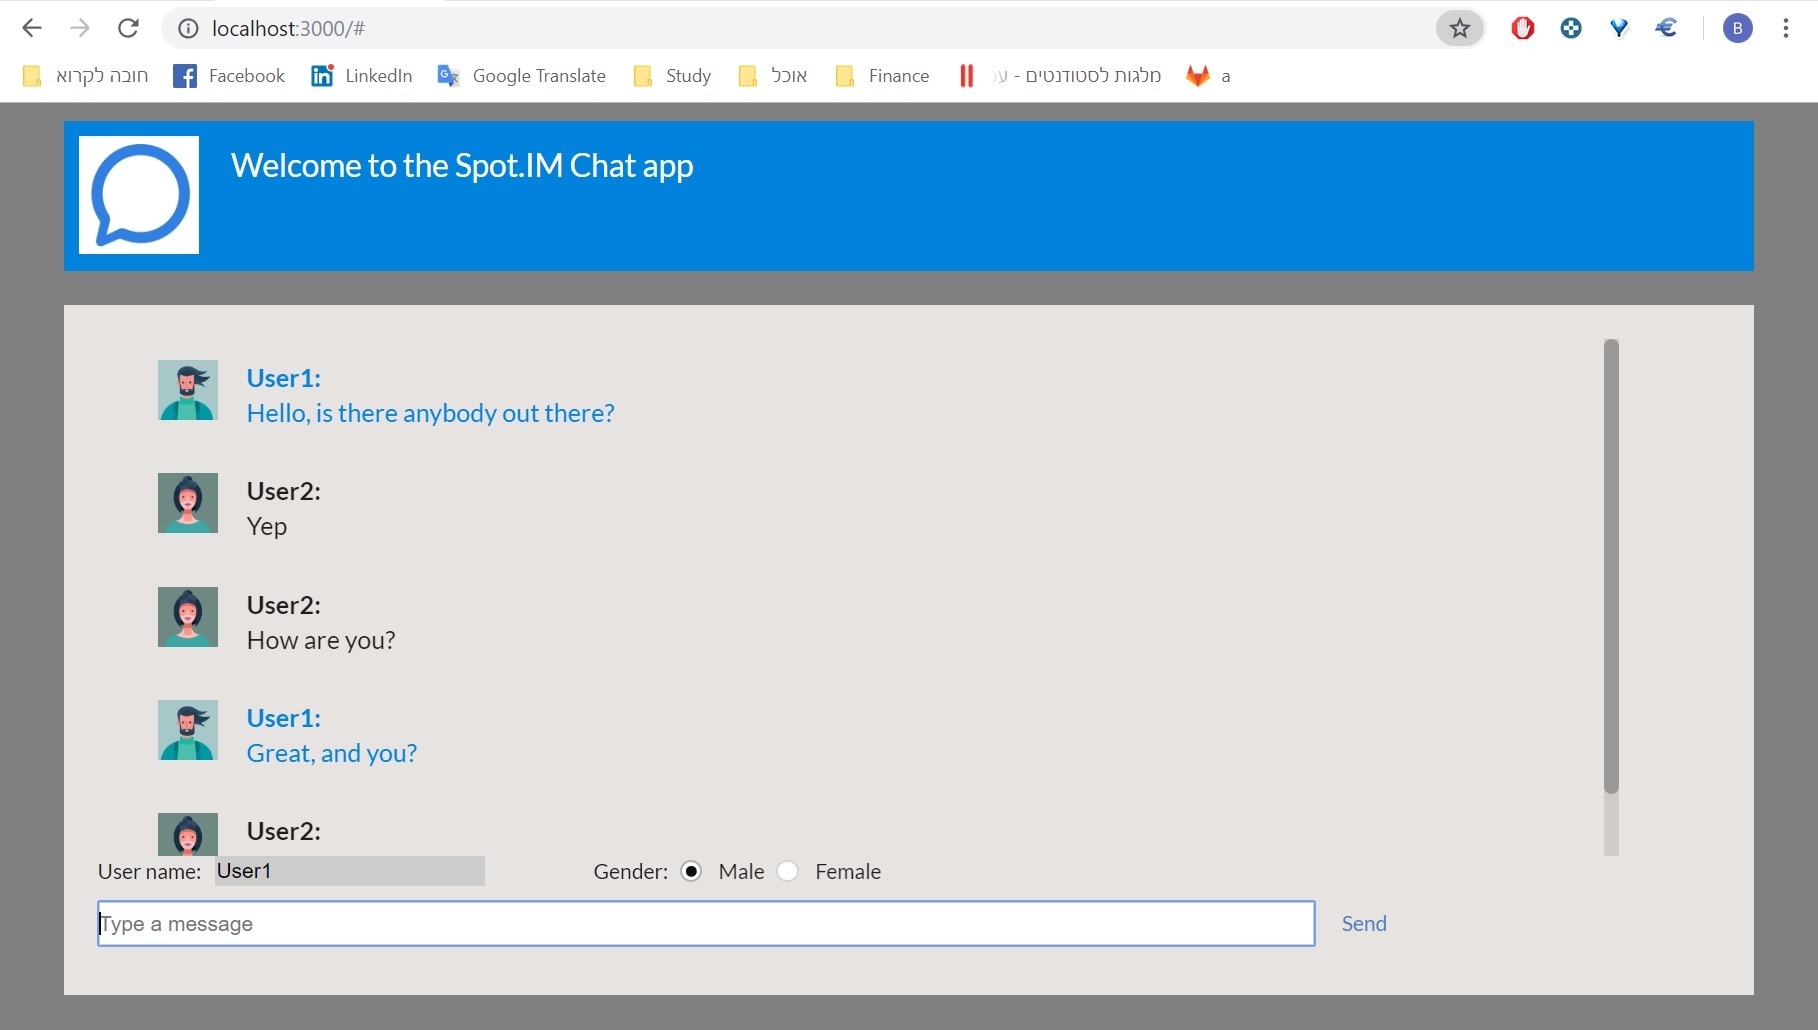 localhost:3000/#
חובה לקרוא
Facebook
LinkedIn
Google Translate
Study
אוכל
Finance
מלגות לסטודנטים -
a
B
Welcome to the Spot.IM Chat app
User1:
Hello, is there anybody out there?
User2:
Yep
User2:
How are you?
User1:
Great, and you?
User2:
User name: User1 Gender: Male Female
Type a message Send